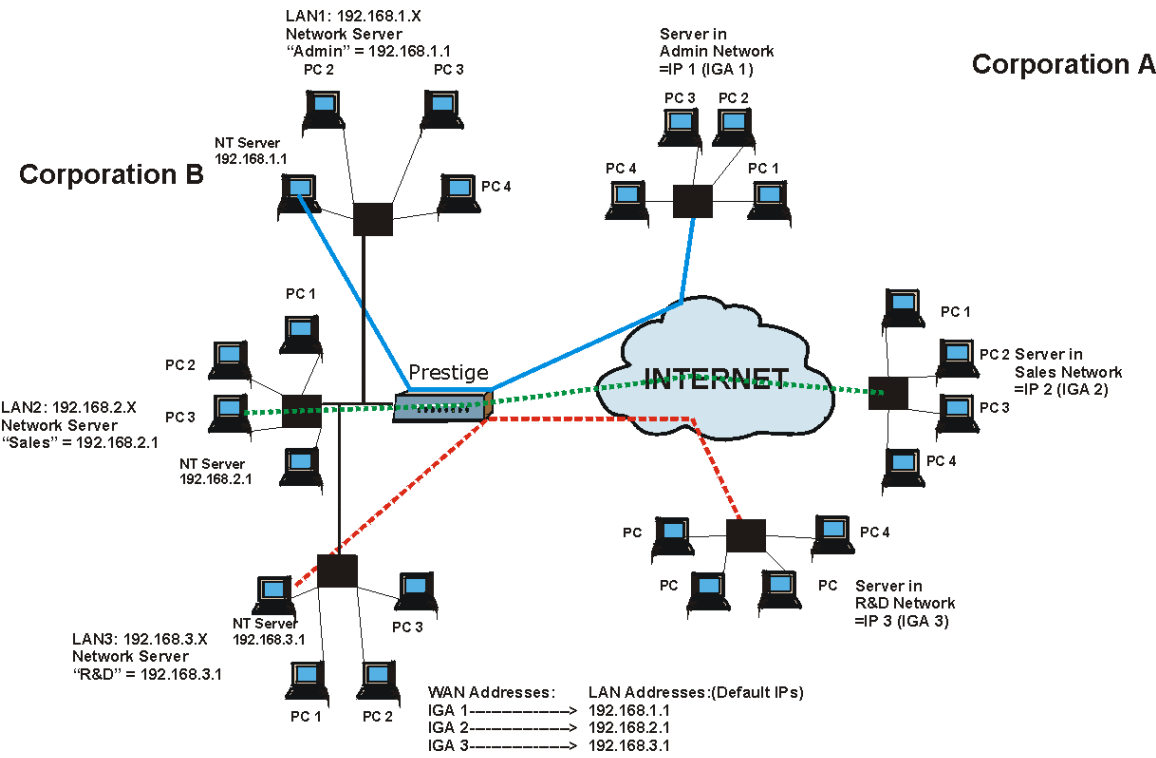 LAN1: 192.168.1.X
Network Server
“Admin” = 192.168.1.1
PC 2
PC 3
NT Server
192.168.1.1
PC 4
Corporation B
Server in
Admin Network
=IP 1 (IGA 1)
PC 3
PC 2
PC 4
PC 1
Corporation A
PC 1
PC 2
PC 3
LAN2: 192.168.2.X
Network Server
“Sales” = 192.168.2.1
NT Server
192.168.2.1
Prestige
INTERNET
PC 1
PC 2
Server in
Sales Network
=IP 2 (IGA 2)
PC 3
PC 4
PC
PC 4
PC
PC
Server in
R&D Network
=IP 3 (IGA 3)
LAN3: 192.168.3.X
Network Server
“R&D” = 192.168.3.1
NT Server
192.168.3.1
PC 3
PC 1
PC 2
WAN Addresses: LAN Addresses:(Default IPs)
IGA 1-------------------> 192.168.1.1
IGA 2-------------------> 192.168.2.1
IGA 3-------------------> 192.168.3.1